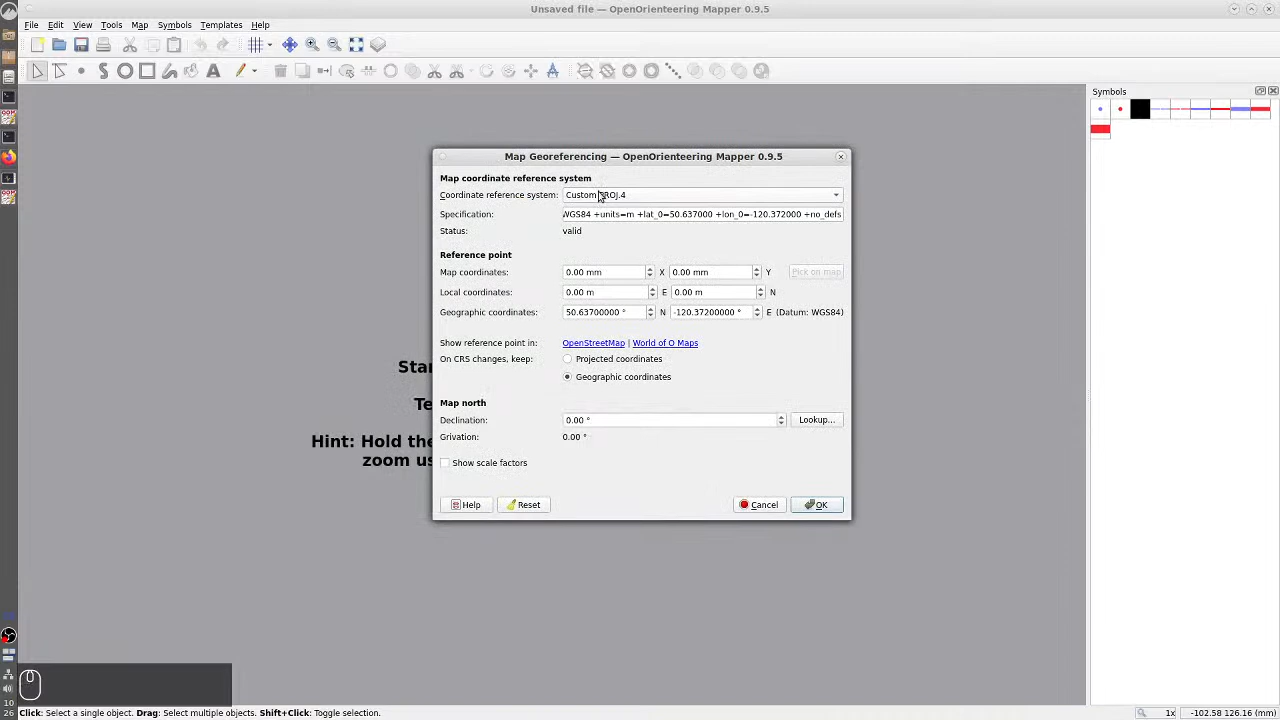 Unsaved file — OpenOrienteering Mapper 0.9.5
File Edit View Tools Map Symbols Templates Help
Symbols
Map Georeferencing — OpenOrienteering Mapper 0.9.5
Map coordinate reference system
Coordinate reference system: Custom PROJ.4
Specification: WGS84 +units=m +lat_0=50.637000 +lon_0=-120.372000 +no_defs
Status: valid
Reference point
Map coordinates: 0.00 mm X 0.00 mm Y Pick on map
Local coordinates: 0.00 m E 0.00 m N
Geographic coordinates: 50.63700000 ° N -120.37200000 ° E (Datum: WGS84)
Show reference point in: OpenStreetMap | World of O Maps
On CRS changes, keep: Projected coordinates
Geographic coordinates
Map north
Declination: 0.00 ° Lookup...
Grivation: 0.00 °
Show scale factors
Help Reset Cancel OK
Star
Te
Hint: Hold the
zoom us
10
26
Click: Select a single object. Drag: Select multiple objects. Shift+Click: Toggle selection. 1x -102.58 126.16 (mm)